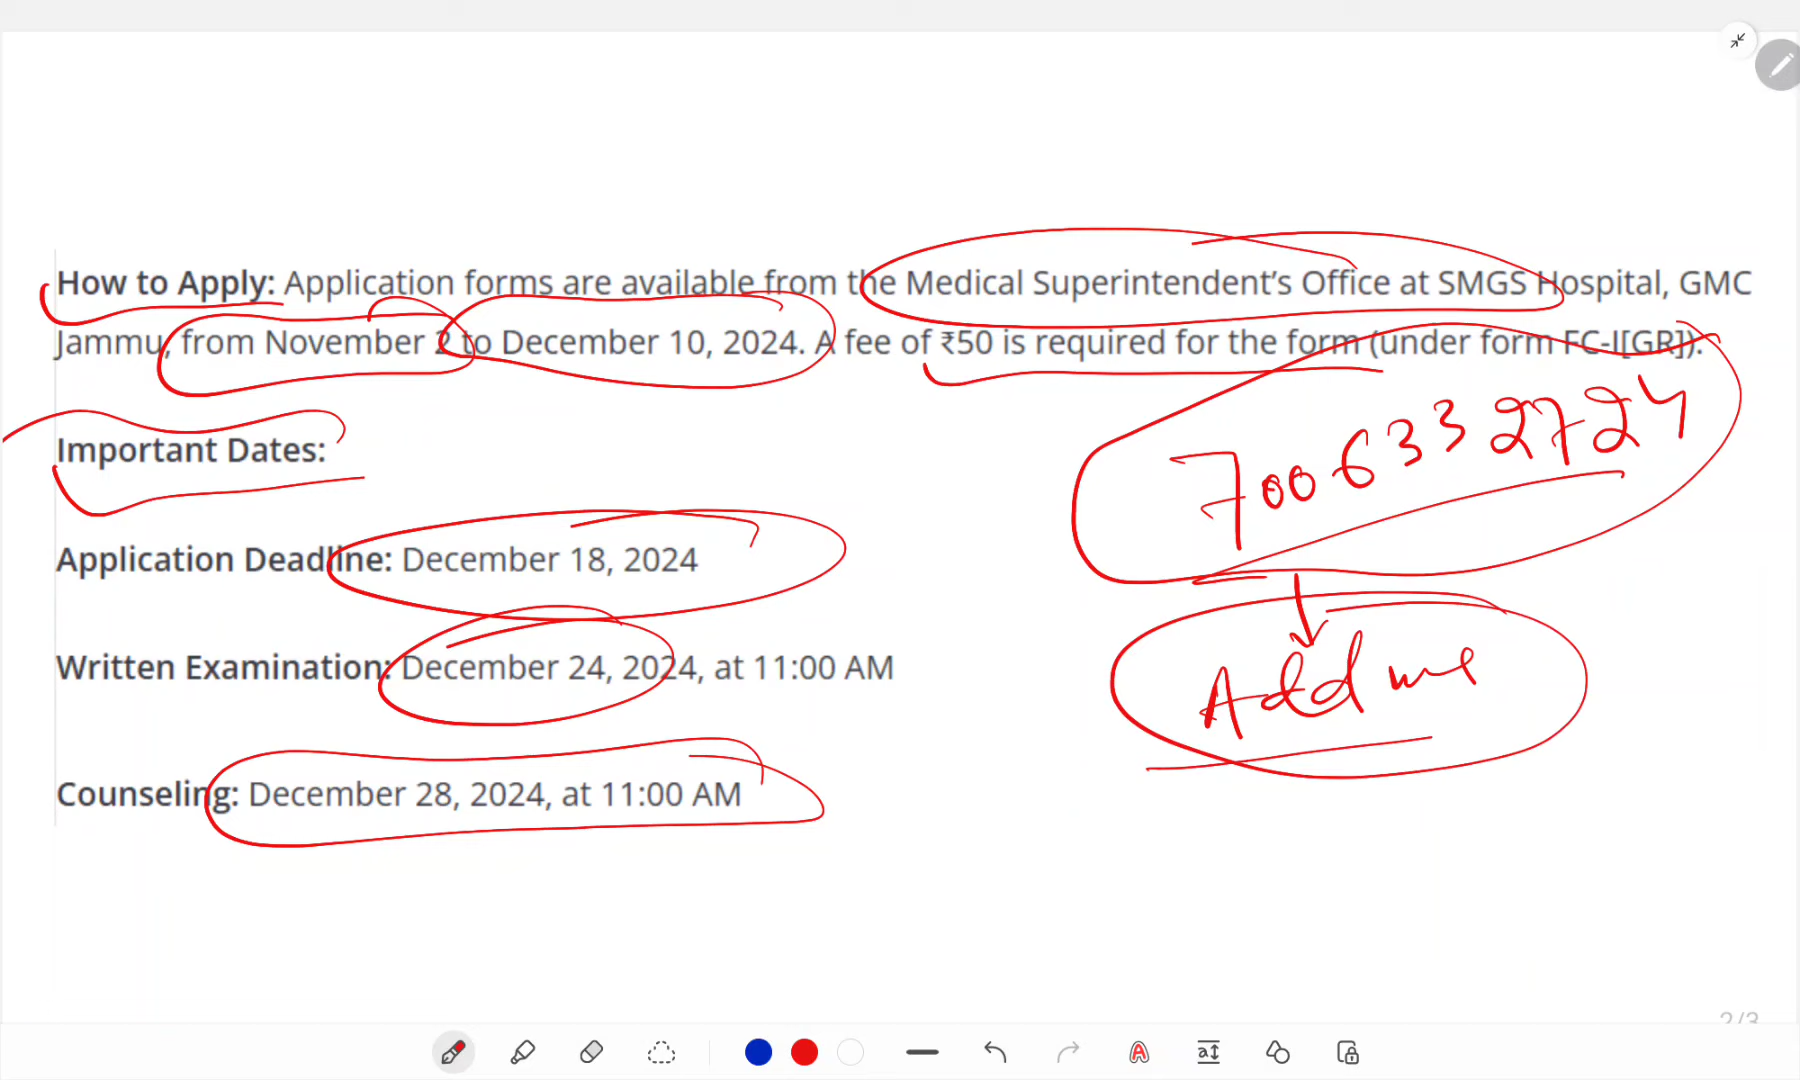 How to Apply: Application forms are available from the Medical Superintendent’s Office at SMGS Hospital, GMC
Jammu, from November 2 to December 10, 2024. A fee of ₹50 is required for the form (under form FC-I[GR]).
7006332724
Important Dates:
Application Deadline: December 18, 2024
Add me
Written Examination: December 24, 2024, at 11:00 AM
Counseling: December 28, 2024, at 11:00 AM
2/3
A
a